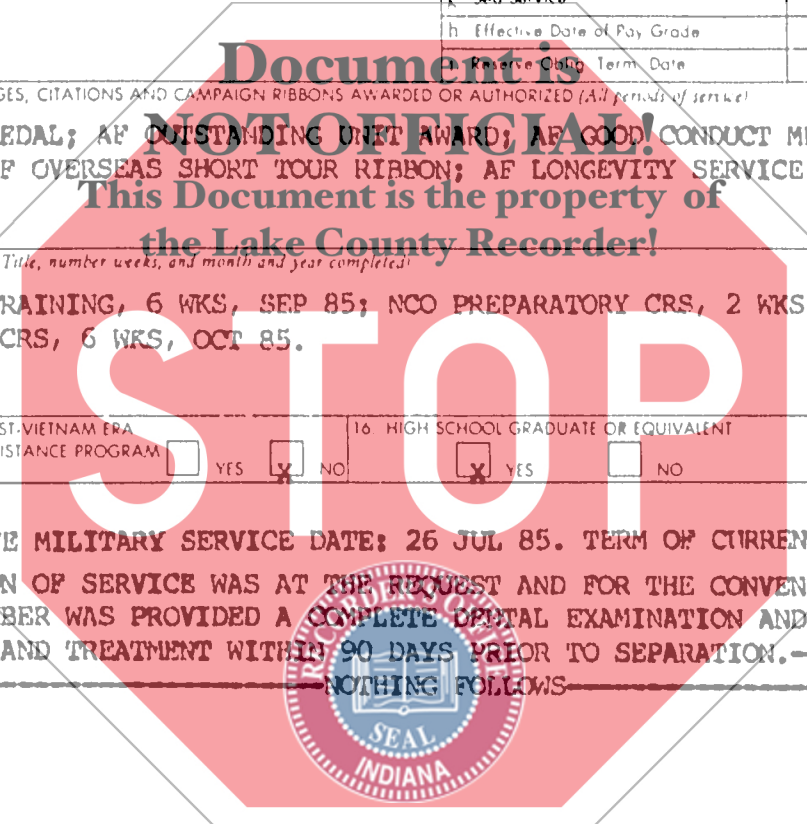 h Effective Date of Pay Grade
Document is
Reserve Oblig Term Date
GES, CITATIONS AND CAMPAIGN RIBBONS AWARDED OR AUTHORIZED (All periods of service)
EDAL; AF OUTSTANDING UNIT AWARD; AF GOOD CONDUCT ME
NOT OFFICIAL!
F OVERSEAS SHORT TOUR RIBBON; AF LONGEVITY SERVICE
This Document is the property of
the Lake County Recorder!
Title, number weeks, and month and year completed)
RAINING, 6 WKS, SEP 85; NCO PREPARATORY CRS, 2 WKS
CRS, 6 WKS, OCT 85.
STOP
ST-VIETNAM ERA
ISTANCE PROGRAM YES X NO
16. HIGH SCHOOL GRADUATE OR EQUIVALENT
X YES NO
E MILITARY SERVICE DATE: 26 JUL 85. TERM OF CURREN
N OF SERVICE WAS AT THE REQUEST AND FOR THE CONVEN
BER WAS PROVIDED A COMPLETE DENTAL EXAMINATION AND
AND TREATMENT WITHIN 90 DAYS PRIOR TO SEPARATION.-
NOTHING FOLLOWS
SEAL
INDIANA